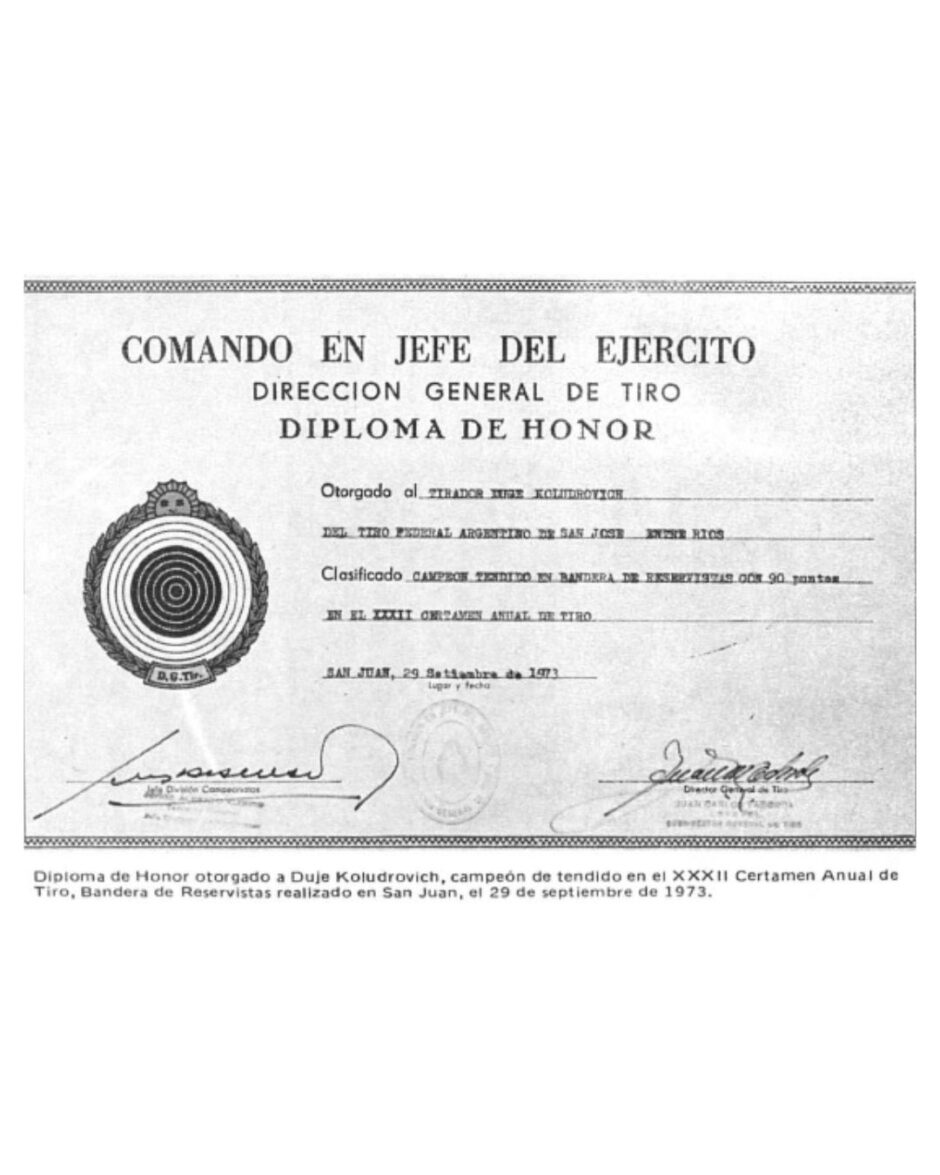 COMANDO EN JEFE DEL EJERCITO
DIRECCION GENERAL DE TIRO
DIPLOMA DE HONOR
Otorgado al TIRADOR DUJE KOLUDROVICH
DEL TIRO FEDERAL ARGENTINO DE SAN JOSE ENTRE RIOS
Clasificado CAMPEON TENDIDO EN BANDERA DE RESERVISTAS CON 90 puntos
EN EL XXXII CERTAMEN ANUAL DE TIRO
SAN JUAN, 29 Setiembre de 1973
Lugar y fecha
D.G.Tir.
Jefe División Campeonatos
Director General de Tiro
JUAN CARLOS
Diploma de Honor otorgado a Duje Koludrovich, campeón de tendido en el XXXII Certamen Anual de
Tiro, Bandera de Reservistas realizado en San Juan, el 29 de septiembre de 1973.